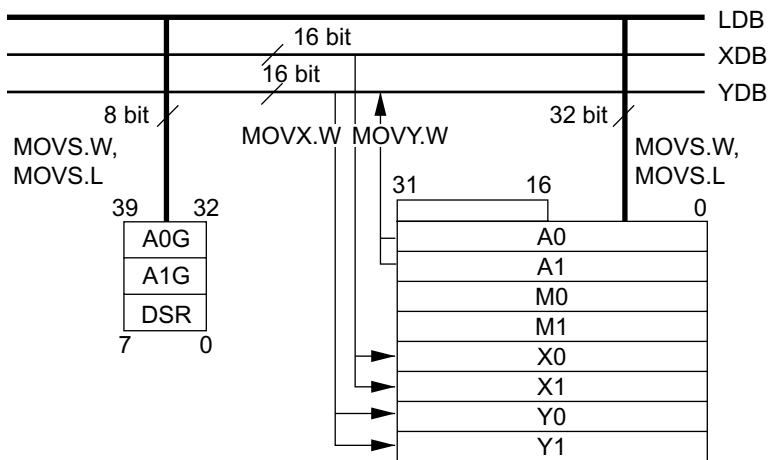 LDB
16 bit
XDB
16 bit
YDB
8 bit
MOVX.W
MOVY.W
32 bit
MOVS.W,
MOVS.L
MOVS.W,
MOVS.L
31 16 0
39 32
A0G
A1G
DSR
7 0
A0
A1
M0
M1
X0
X1
Y0
Y1